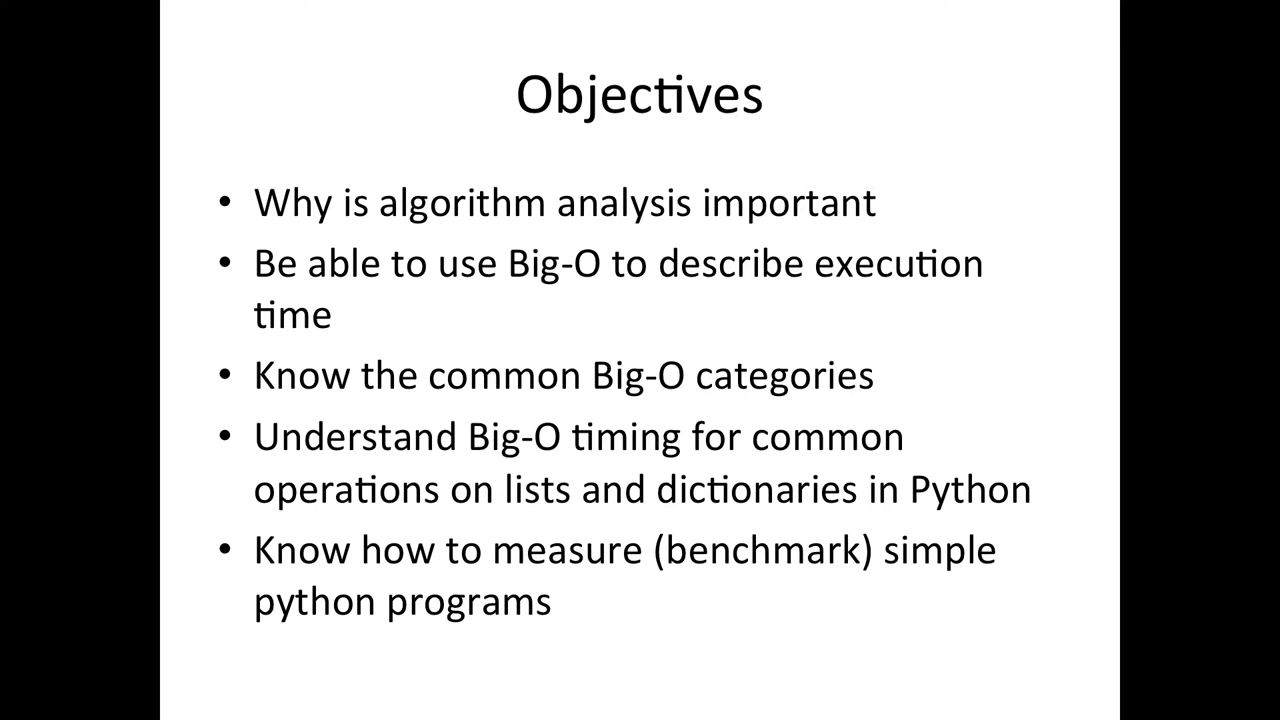 Objectives
• Why is algorithm analysis important
• Be able to use Big-O to describe execution
time
• Know the common Big-O categories
• Understand Big-O timing for common
operations on lists and dictionaries in Python
• Know how to measure (benchmark) simple
python programs